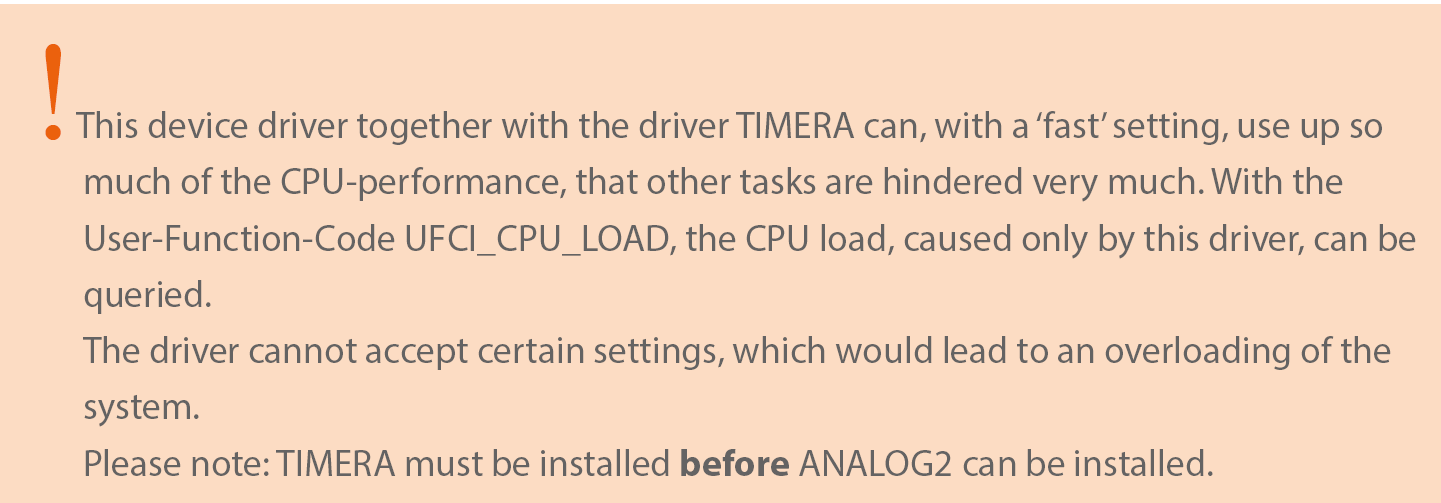 ! This device driver together with the driver TIMERA can, with a ‘fast’ setting, use up so
much of the CPU-performance, that other tasks are hindered very much. With the
User-Function-Code UFCI_CPU_LOAD, the CPU load, caused only by this driver, can be
queried.
The driver cannot accept certain settings, which would lead to an overloading of the
system.
Please note: TIMERA must be installed before ANALOG2 can be installed.